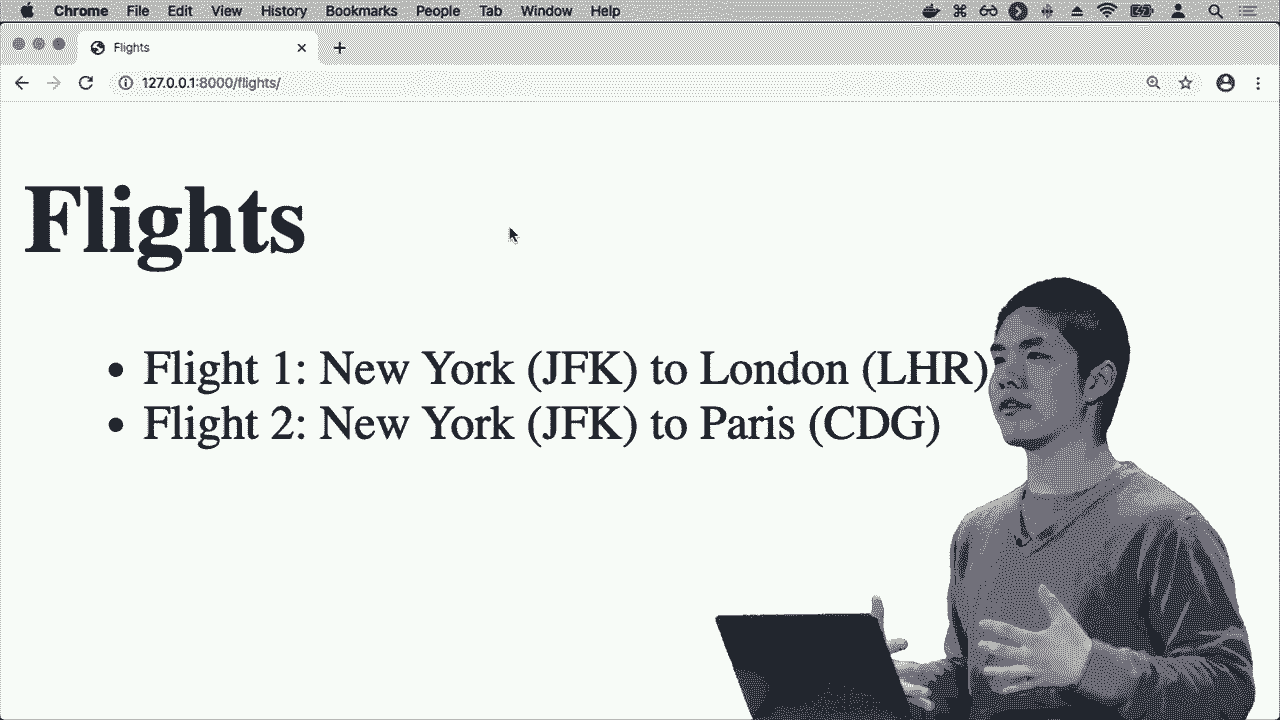 Chrome File Edit View History Bookmarks People Tab Window Help
Flights
127.0.0.1:8000/flights/
Flights
• Flight 1: New York (JFK) to London (LHR)
• Flight 2: New York (JFK) to Paris (CDG)